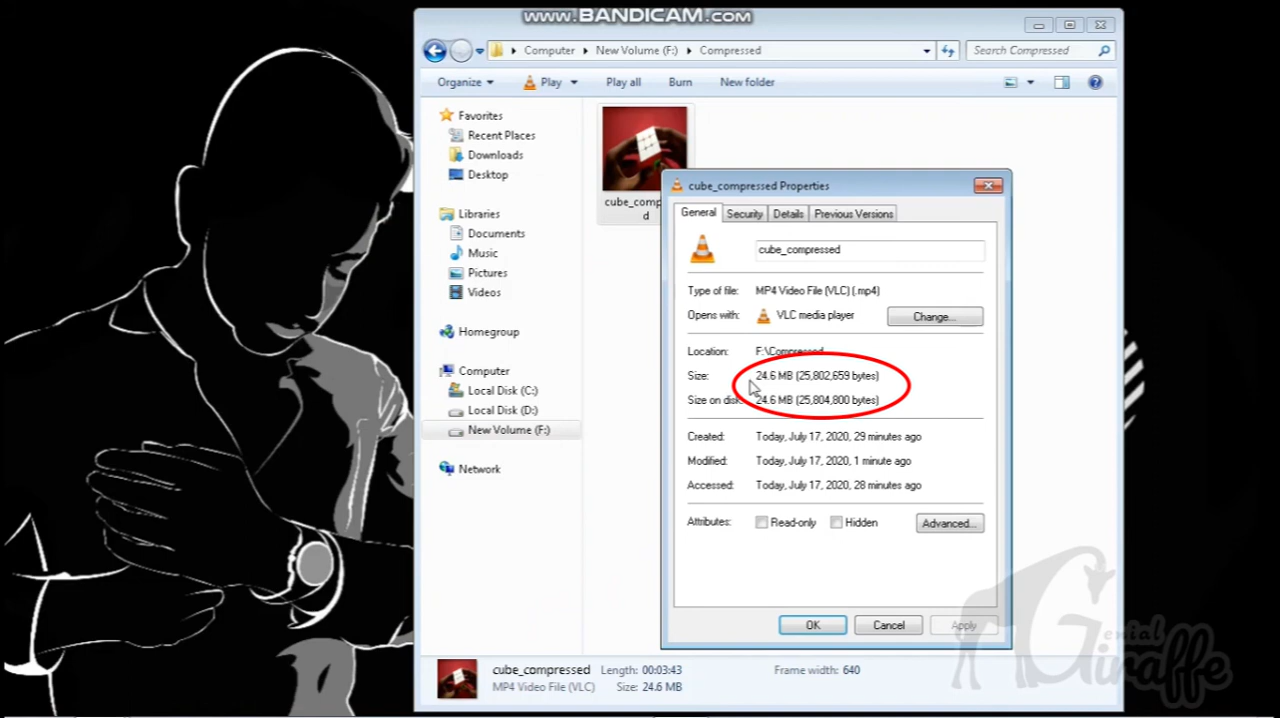 www.BANDICAM.com
Computer New Volume (F:) Compressed
Search Compressed
Organize Play Play all Burn New folder
Favorites
Recent Places
Downloads
Desktop
Libraries
Documents
Music
Pictures
Videos
Homegroup
Computer
Local Disk (C:)
Local Disk (D:)
New Volume (F:)
Network
cube_comp
d
cube_compressed Properties
General Security Details Previous Versions
cube_compressed
Type of file: MP4 Video File (VLC) (.mp4)
Opens with: VLC media player Change...
Location: F:\Compressed
Size: 24.6 MB (25,802,659 bytes)
Size on disk: 24.6 MB (25,804,800 bytes)
Created: Today, July 17, 2020, 29 minutes ago
Modified: Today, July 17, 2020, 1 minute ago
Accessed: Today, July 17, 2020, 28 minutes ago
Attributes: Read-only Hidden Advanced...
OK Cancel Apply
cube_compressed Length: 00:03:43 Frame width: 640
MP4 Video File (VLC) Size: 24.6 MB
Genial
Giraffe